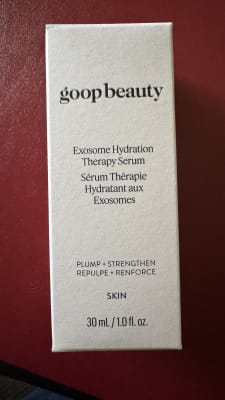 goop beauty
Exosome Hydration
Therapy Serum
Sérum Thérapie
Hydratant aux
Exosomes
PLUMP + STRENGTHEN
REPULPE + RENFORCE
SKIN
30 mL / 1.0 fl. oz.